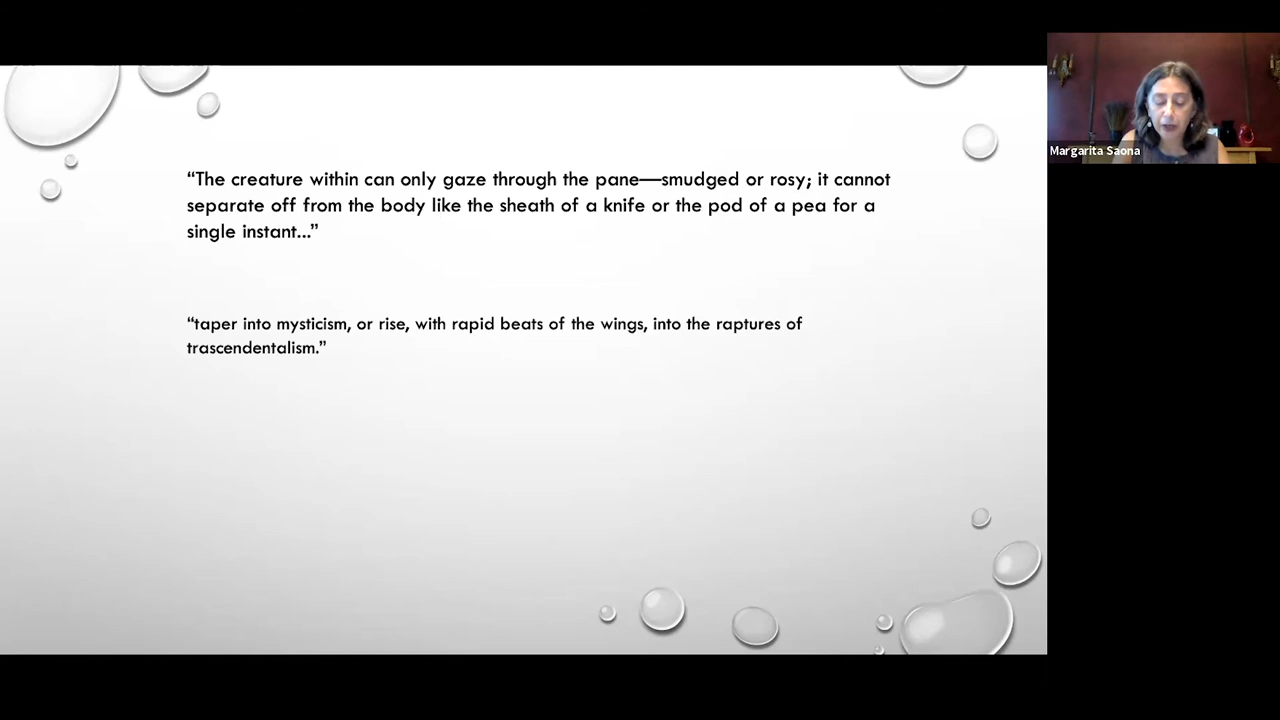 “The creature within can only gaze through the pane—smudged or rosy; it cannot
separate off from the body like the sheath of a knife or the pod of a pea for a
single instant...”
“taper into mysticism, or rise, with rapid beats of the wings, into the raptures of
trascendentalism.”
Margarita Saona